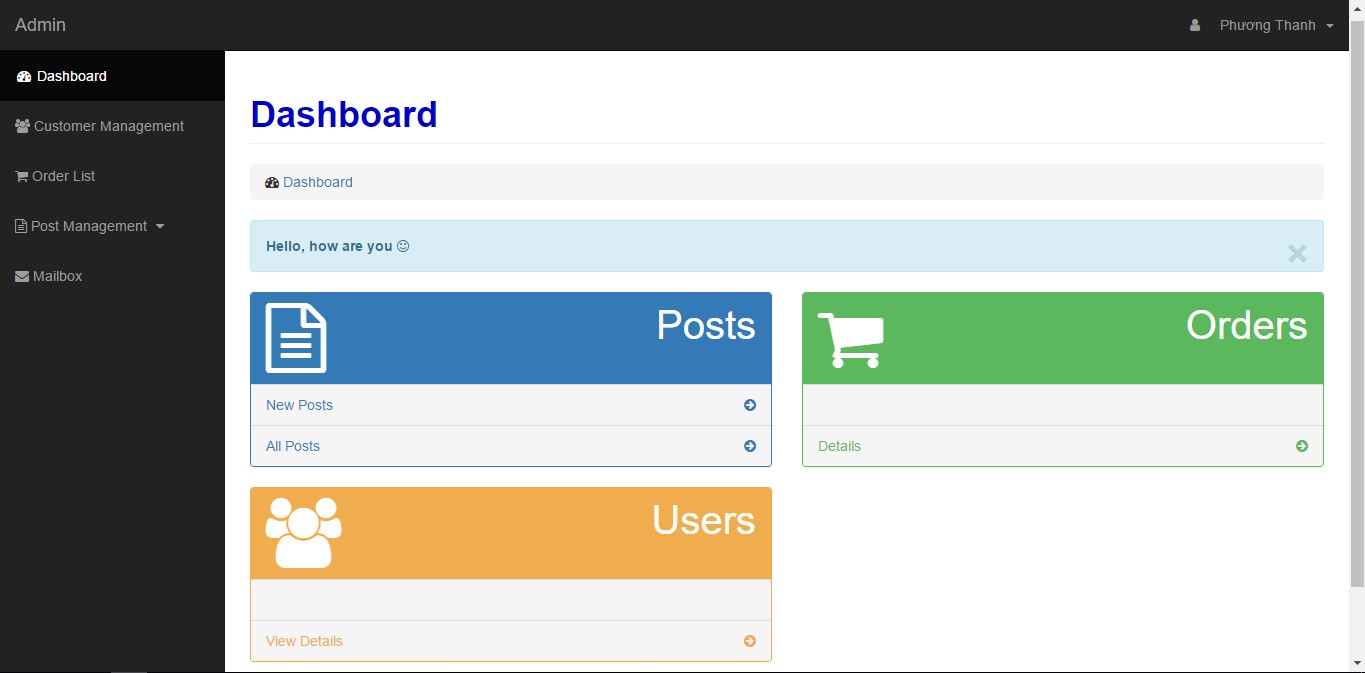 Admin
Phương Thanh
Dashboard
Customer Management
Order List
Post Management
Mailbox
Dashboard
Dashboard
Hello, how are you
Posts
New Posts
All Posts
Orders
Details
Users
View Details